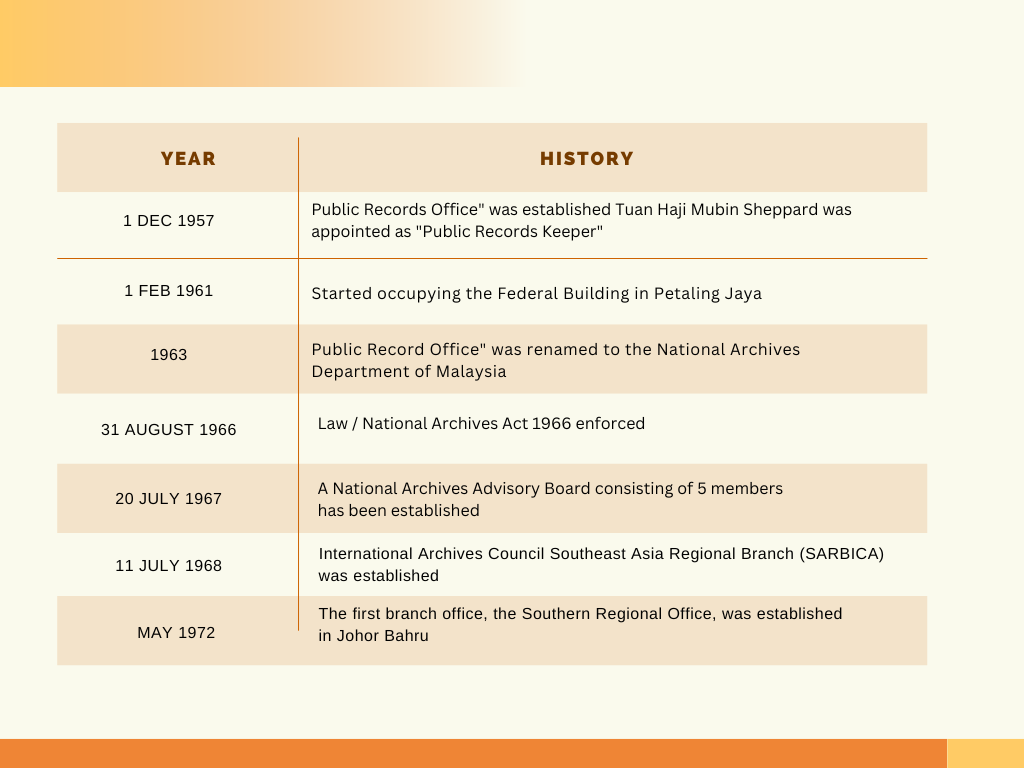 YEAR HISTORY
1 DEC 1957
Public Records Office" was established Tuan Haji Mubin Sheppard was
appointed as "Public Records Keeper"
1 FEB 1961
Started occupying the Federal Building in Petaling Jaya
1963
Public Record Office" was renamed to the National Archives
Department of Malaysia
31 AUGUST 1966
Law / National Archives Act 1966 enforced
20 JULY 1967
A National Archives Advisory Board consisting of 5 members
has been established
11 JULY 1968
International Archives Council Southeast Asia Regional Branch (SARBICA)
was established
MAY 1972
The first branch office, the Southern Regional Office, was established
in Johor Bahru